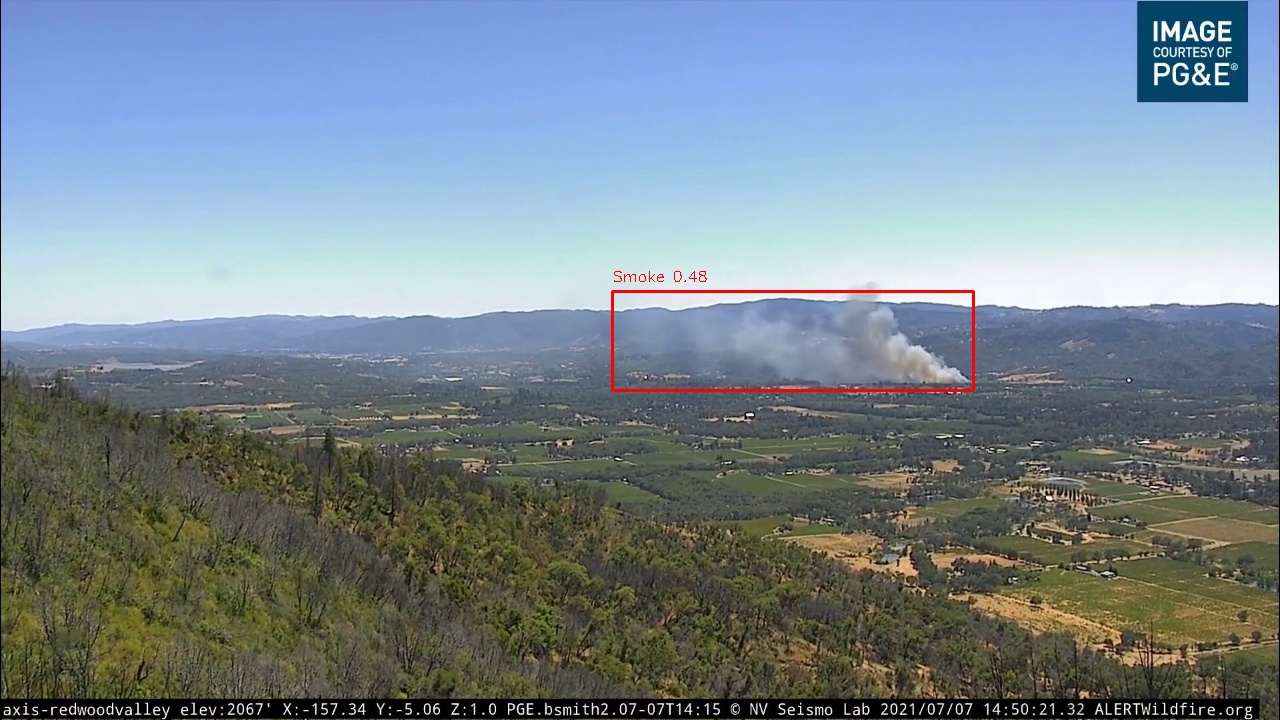 IMAGE
COURTESY OF
PG&E®
Smoke 0.48
axis-redwoodvalley elev:2067' X:-157.34 Y:-5.06 Z:1.0 PGE.bsmith2.07-07T14:15 © NV Seismo Lab 2021/07/07 14:50:21.32 ALERTWildfire.org